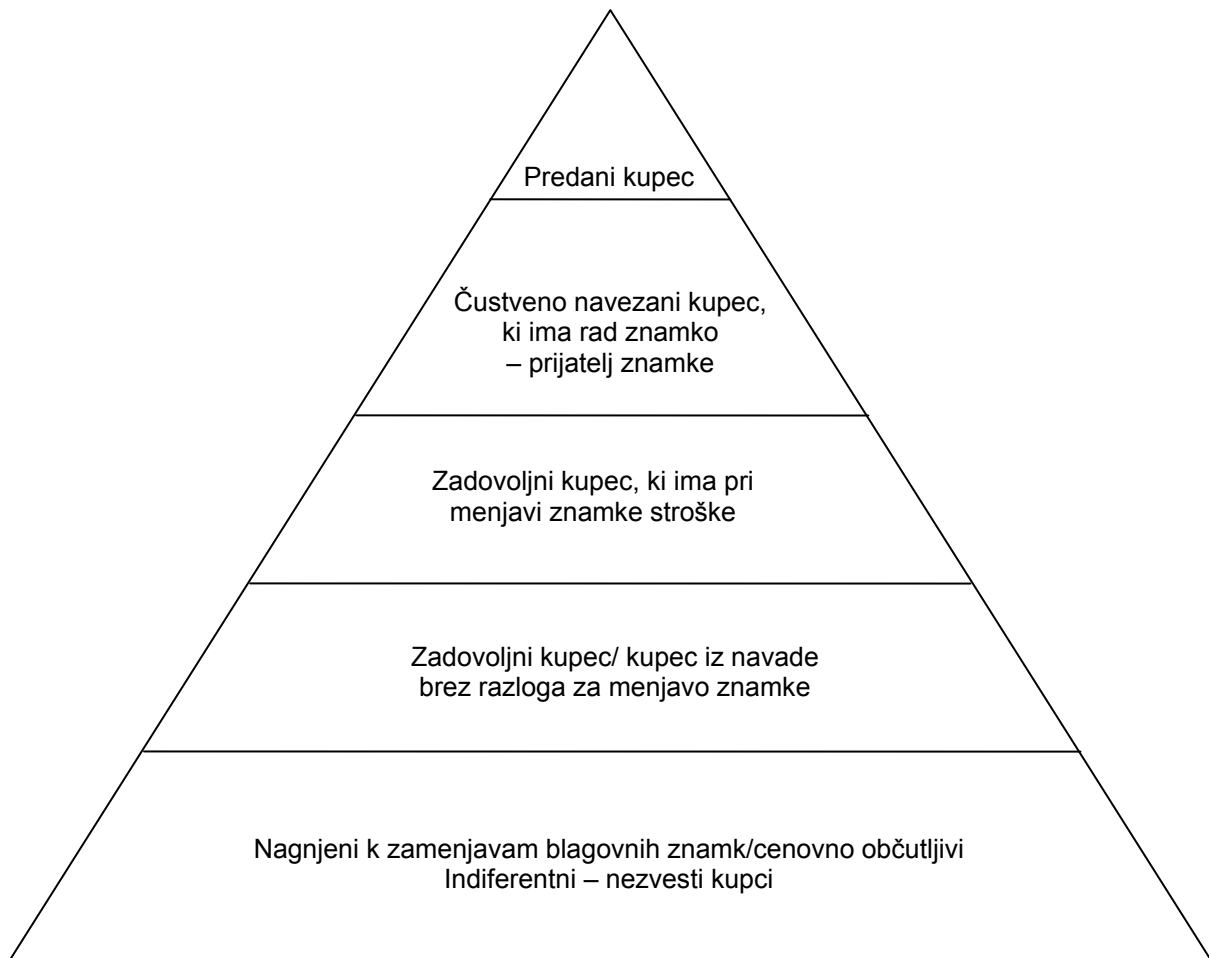 Predani kupec
Čustveno navezani kupec,
ki ima rad znamko
– prijatelj znamke
Zadovoljni kupec, ki ima pri
menjavi znamke stroške
Zadovoljni kupec/ kupec iz navade
brez razloga za menjavo znamke
Nagnjeni k zamenjavam blagovnih znamk/cenovno občutljivi
Indiferentni – nezvesti kupci